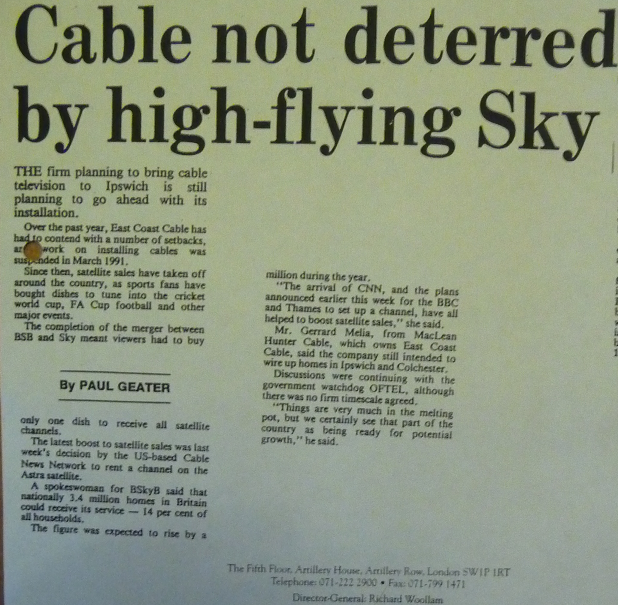 Cable not deterred
by high-flying Sky
THE firm planning to bring cable
television to Ipswich is still
planning to go ahead with its
installation.
Over the past year, East Coast Cable has
had to contend with a number of setbacks,
work on installing cables was
suspended in March 1991.
Since then, satellite sales have taken off
around the country, as sports fans have
bought dishes to tune into the cricket
world cup, FA Cup football and other
major events.
The completion of the merger between
BSB and Sky meant viewers had to buy
By PAUL GEATER
only one dish to receive all satellite
channels.
The latest boost to satellite sales was last
week's decision by the US-based Cable
News Network to rent a channel on the
Astra satellite.
A spokeswoman for BSkyB said that
nationally 3.4 million homes in Britain
could receive its service — 14 per cent of
all households.
The figure was expected to rise by a
million during the year.
"The arrival of CNN, and the plans
announced earlier this week for the BBC
and Thames to set up a channel, have all
helped to boost satellite sales," she said.
Mr. Gerrard Melia, from MacLean
Hunter Cable, which owns East Coast
Cable, said the company still intended to
wire up homes in Ipswich and Colchester.
Discussions were continuing with the
government watchdog OFTEL, although
there was no firm timescale agreed.
"Things are very much in the melting
pot, but we certainly see that part of the
country as being ready for potential
growth," he said.
The Fifth Floor, Artillery House, Artillery Row, London SW1P 1RT
Telephone: 071-222 2900 • Fax: 071-799 1471
Director-General: Richard Woollam